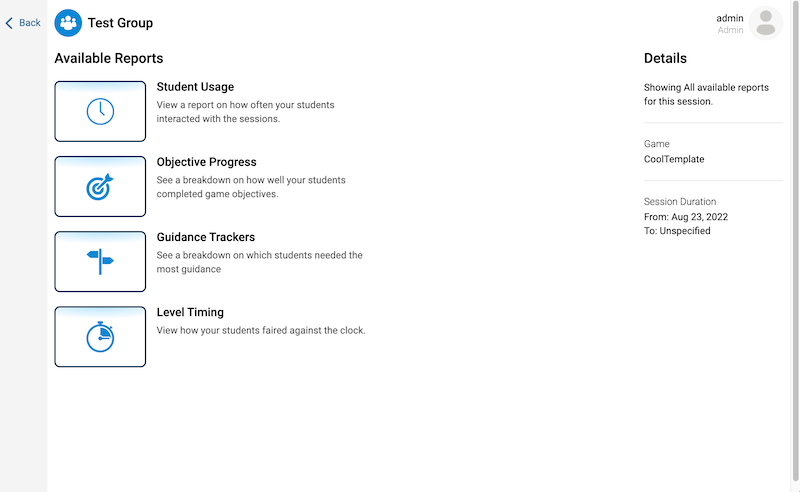 Back
Test Group
admin
Admin
Available Reports
Student Usage
View a report on how often your students
interacted with the sessions.
Objective Progress
See a breakdown on how well your students
completed game objectives.
Guidance Trackers
See a breakdown on which students needed the
most guidance
Level Timing
View how your students faired against the clock.
Details
Showing All available reports
for this session.
Game
CoolTemplate
Session Duration
From: Aug 23, 2022
To: Unspecified